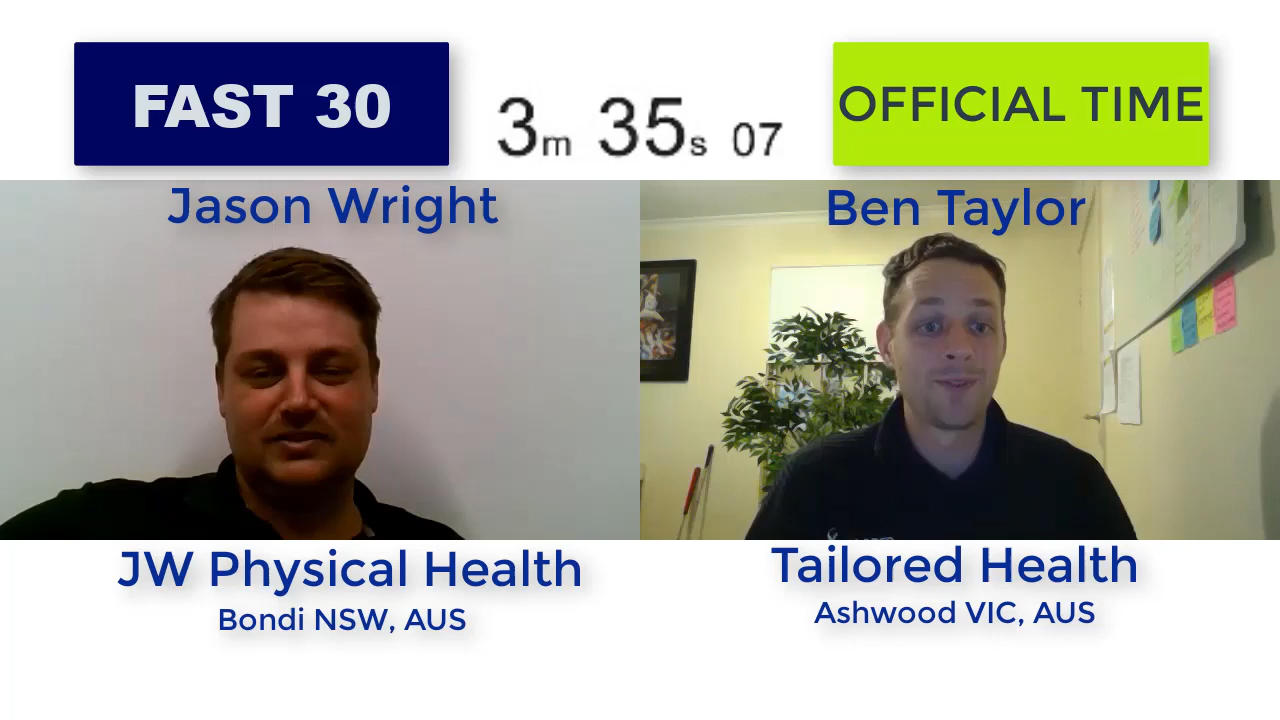 FAST 30
3m 35s 07
OFFICIAL TIME
Jason Wright
Ben Taylor
JW Physical Health
Bondi NSW, AUS
Tailored Health
Ashwood VIC, AUS